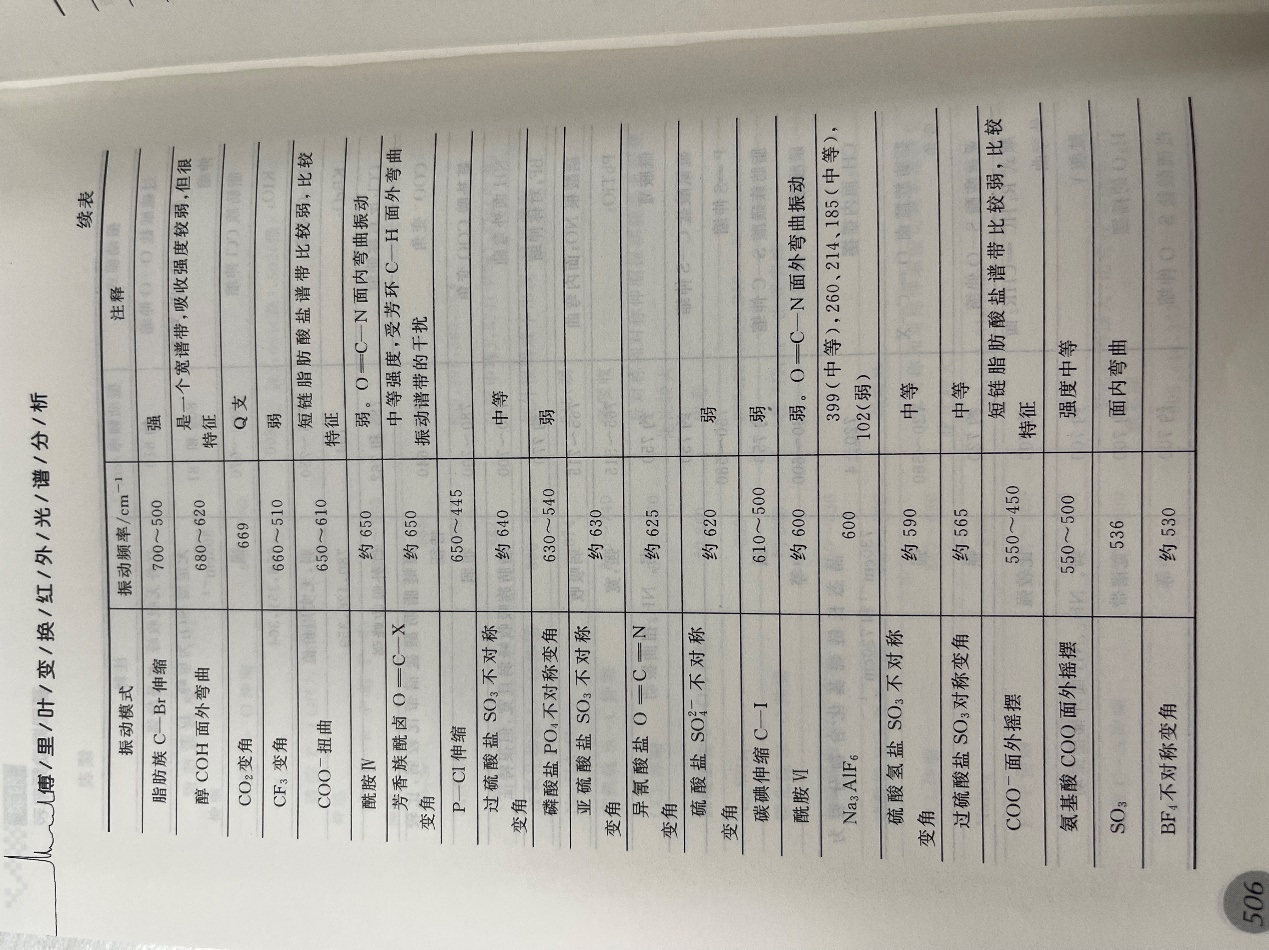 傅/里/叶/变/换/红/外/光/谱/分/析
续表
振动模式 振动频率/cm⁻¹ 注释
脂肪族 C—Br 伸缩 700～500 强
醇 COH 面外弯曲 680～620 是一个宽谱带,吸收强度较弱,但很
特征
CO₂ 变角 669 Q 支
CF₃ 变角 660～510 弱
COO⁻ 扭曲 650～610 短链脂肪酸盐谱带比较弱,比较
特征
酰胺Ⅳ 约 650 弱。O═C—N 面内弯曲振动
芳香族酰卤 O═C—X 约 650 中等强度,受芳环 C—H 面外弯曲
变角 振动谱带的干扰
P—Cl 伸缩 650～445
过硫酸盐 SO₃ 不对称 约 640 中等
变角
磷酸盐 PO₄ 不对称变角 630～540 弱
亚硫酸盐 SO₃ 不对称 约 630
变角
异氰酸盐 O═C═N 约 625
变角
硫酸盐 SO₄²⁻ 不对称 约 620 弱
变角
碳碘伸缩 C—I 610～500 弱
酰胺Ⅵ 约 600 弱。O═C—N 面外弯曲振动
Na₃AlF₆ 600 399(中等),260、214、185(中等),
102(弱)
硫酸氢盐 SO₃ 不对称 约 590 中等
变角
过硫酸盐 SO₃ 对称变角 约 565 中等
COO⁻ 面外摇摆 550～450 短链脂肪酸盐谱带比较弱,比较
特征
氨基酸 COO 面外摇摆 550～500 强度中等
SO₃ 536 面内弯曲
BF₄ 不对称变角 约 530
506